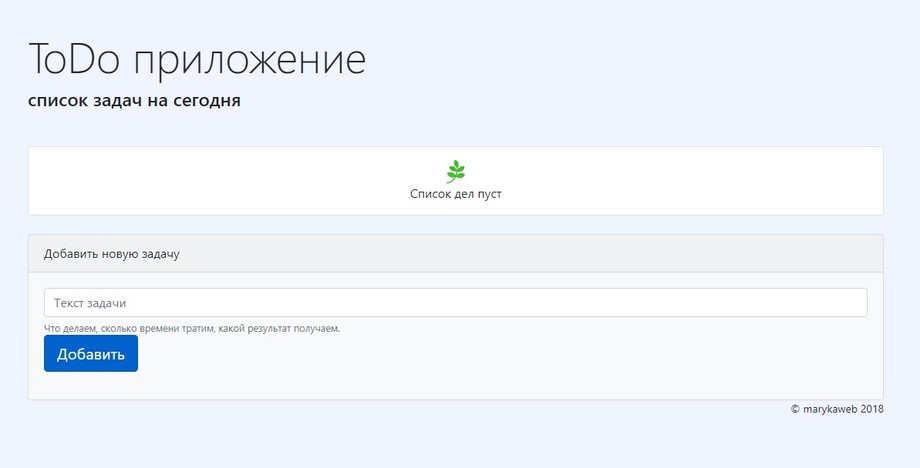 ToDo приложение
список задач на сегодня
Список дел пуст
Добавить новую задачу
Текст задачи
Что делаем, сколько времени тратим, какой результат получаем.
Добавить
© marykaweb 2018